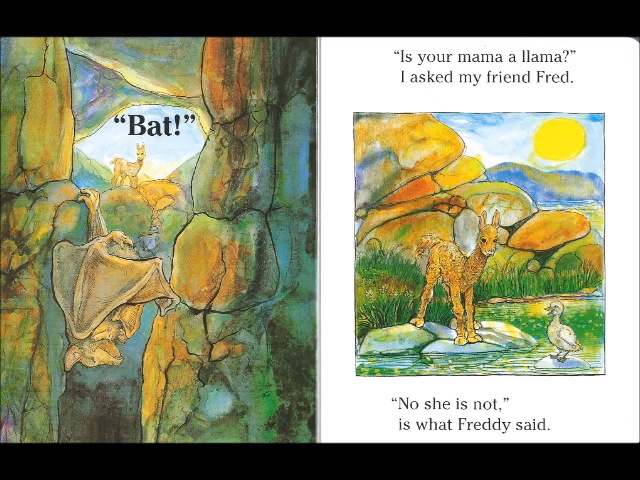 “Bat!”
“Is your mama a llama?”
I asked my friend Fred.
“No she is not,”
is what Freddy said.